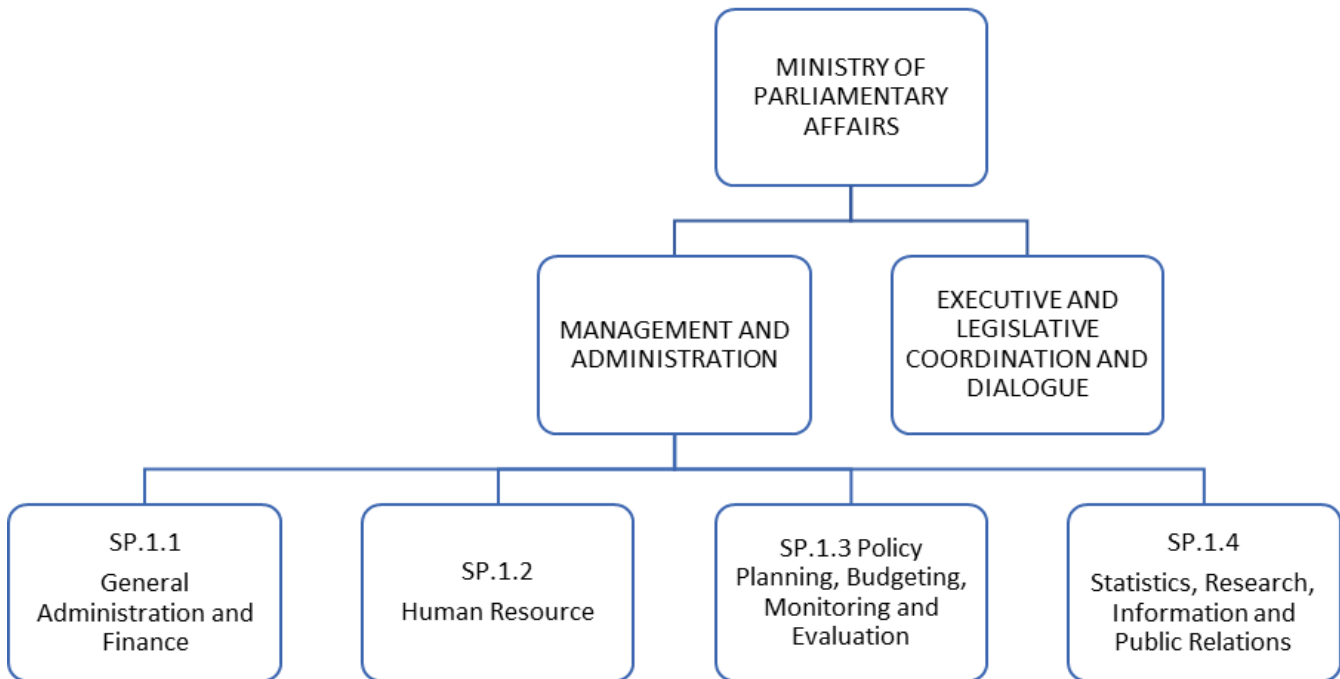 MINISTRY OF
PARLIAMENTARY
AFFAIRS
MANAGEMENT AND
ADMINISTRATION
EXECUTIVE AND
LEGISLATIVE
COORDINATION AND
DIALOGUE
SP.1.1
General
Administration and
Finance
SP.1.2
Human Resource
SP.1.3 Policy
Planning, Budgeting,
Monitoring and
Evaluation
SP.1.4
Statistics, Research,
Information and
Public Relations